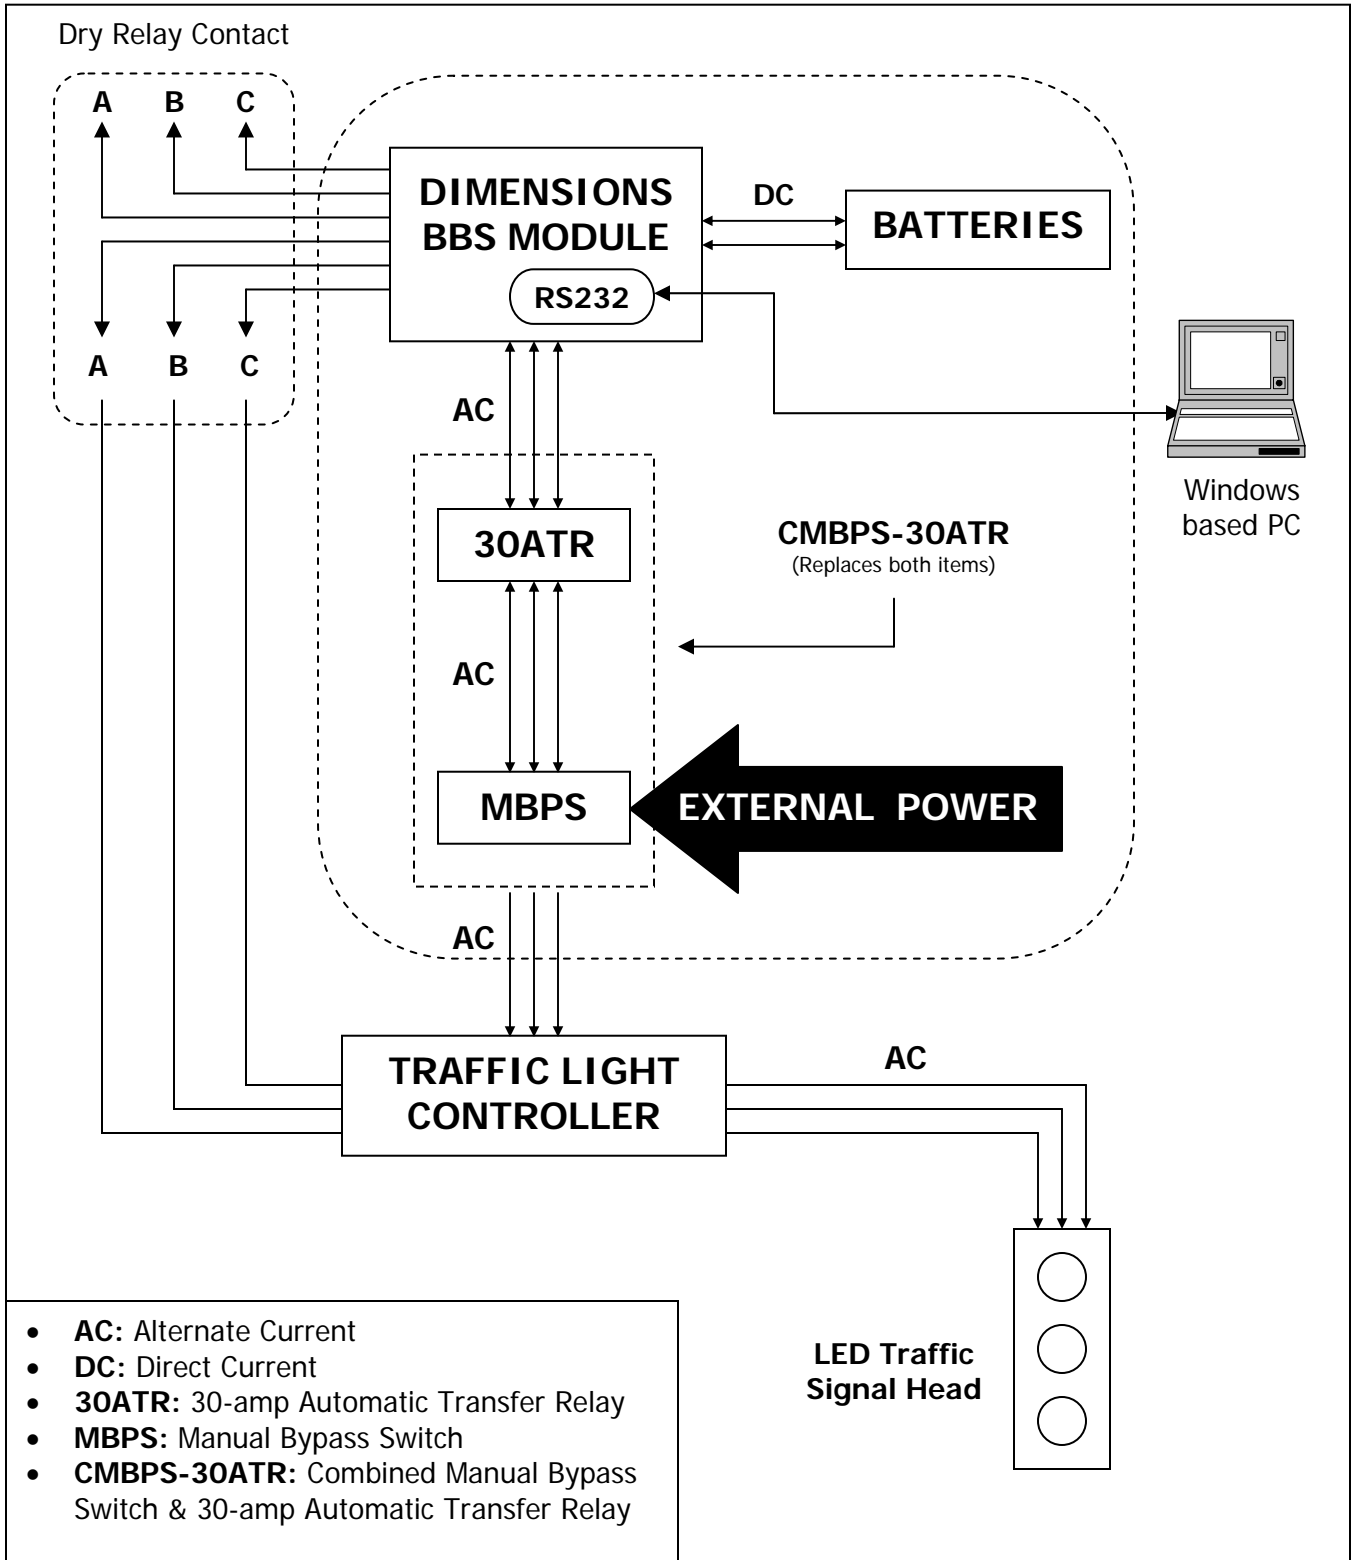 Dry Relay Contact
A B C
DIMENSIONS
BBS MODULE
RS232
DC
BATTERIES
A B C
AC
Windows
based PC
30ATR
CMBPS-30ATR
(Replaces both items)
AC
MBPS
EXTERNAL POWER
AC
TRAFFIC LIGHT
CONTROLLER
AC
LED Traffic
Signal Head
• AC: Alternate Current
• DC: Direct Current
• 30ATR: 30-amp Automatic Transfer Relay
• MBPS: Manual Bypass Switch
• CMBPS-30ATR: Combined Manual Bypass
Switch & 30-amp Automatic Transfer Relay